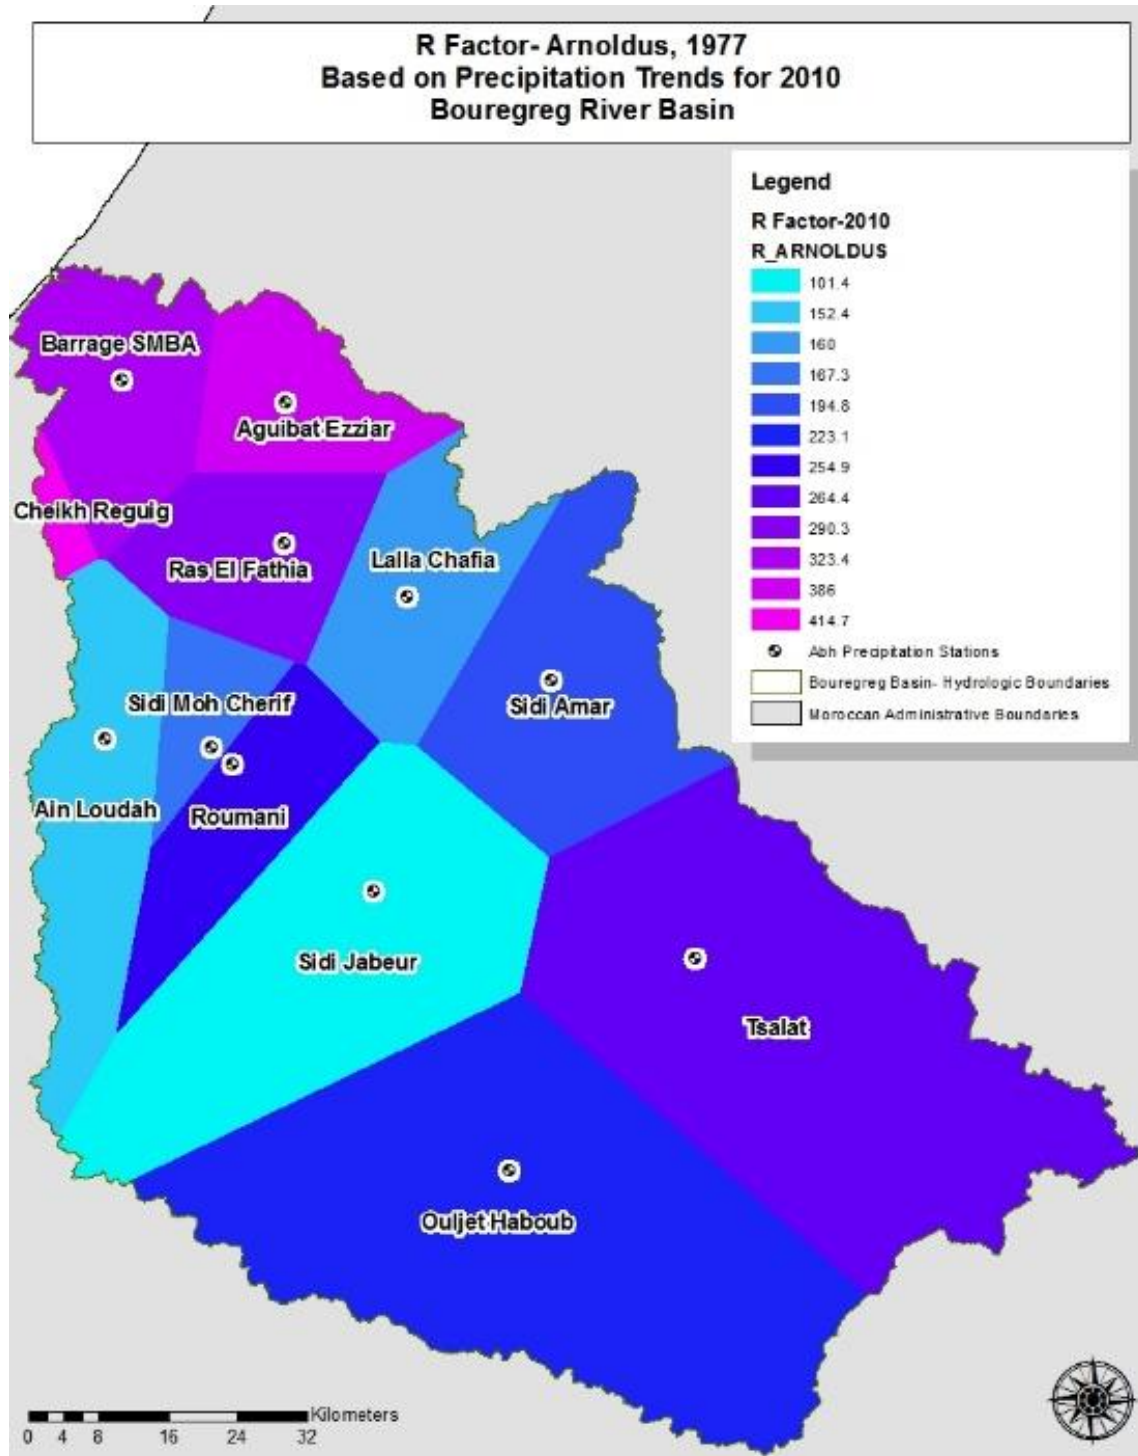 R Factor- Arnoldus, 1977
Based on Precipitation Trends for 2010
Bouregreg River Basin
Legend
R Factor-2010
R_ARNOLDUS
101.4
152.4
160
167.3
194.8
223.1
254.9
264.4
290.3
323.4
386
414.7
Abh Precipitation Stations
Bouregreg Basin- Hydrologic Boundaries
Moroccan Administrative Boundaries
Barrage SMBA
Aguibat Ezziar
Cheikh Reguig
Ras El Fathia
Lalla Chafia
Sidi Moh Cherif
Sidi Amar
Ain Loudah
Roumani
Sidi Jabeur
Tsalat
Ouljet Haboub
Kilometers
0 4 8 16 24 32